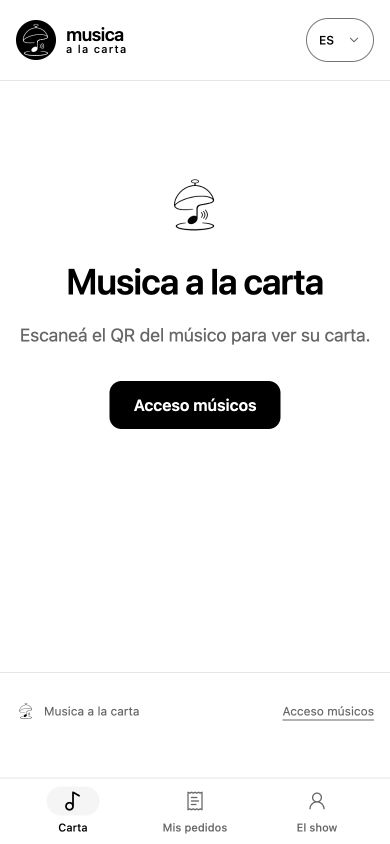 musica
a la carta
ES
Musica a la carta
Escaneá el QR del músico para ver su carta.
Acceso músicos
Musica a la carta
Acceso músicos
Carta
Mis pedidos
El show